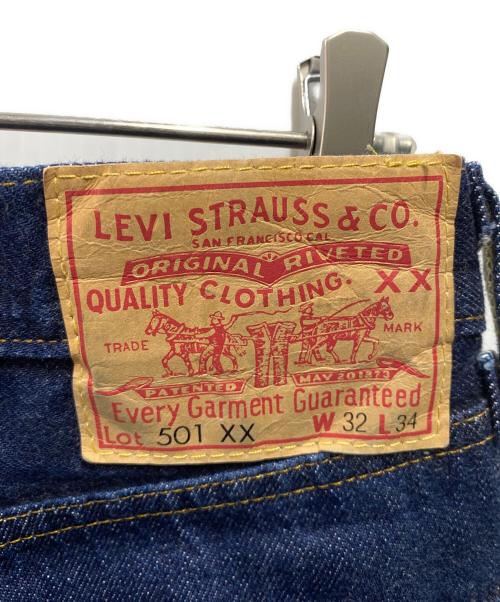 LEVI STRAUSS & CO.
SAN FRANCISCO CAL
ORIGINAL RIVETED
QUALITY CLOTHING. XX
TRADE MARK
PATENTED MAY 20 1873
Every Garment Guaranteed
Lot 501 XX W 32 L 34